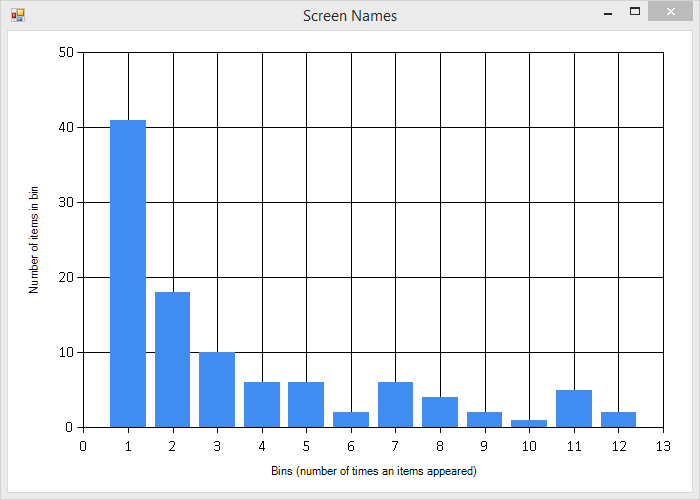 Screen Names
50
40
30
20
10
0
Number of items in bin
0 1 2 3 4 5 6 7 8 9 10 11 12 13
Bins (number of times an items appeared)